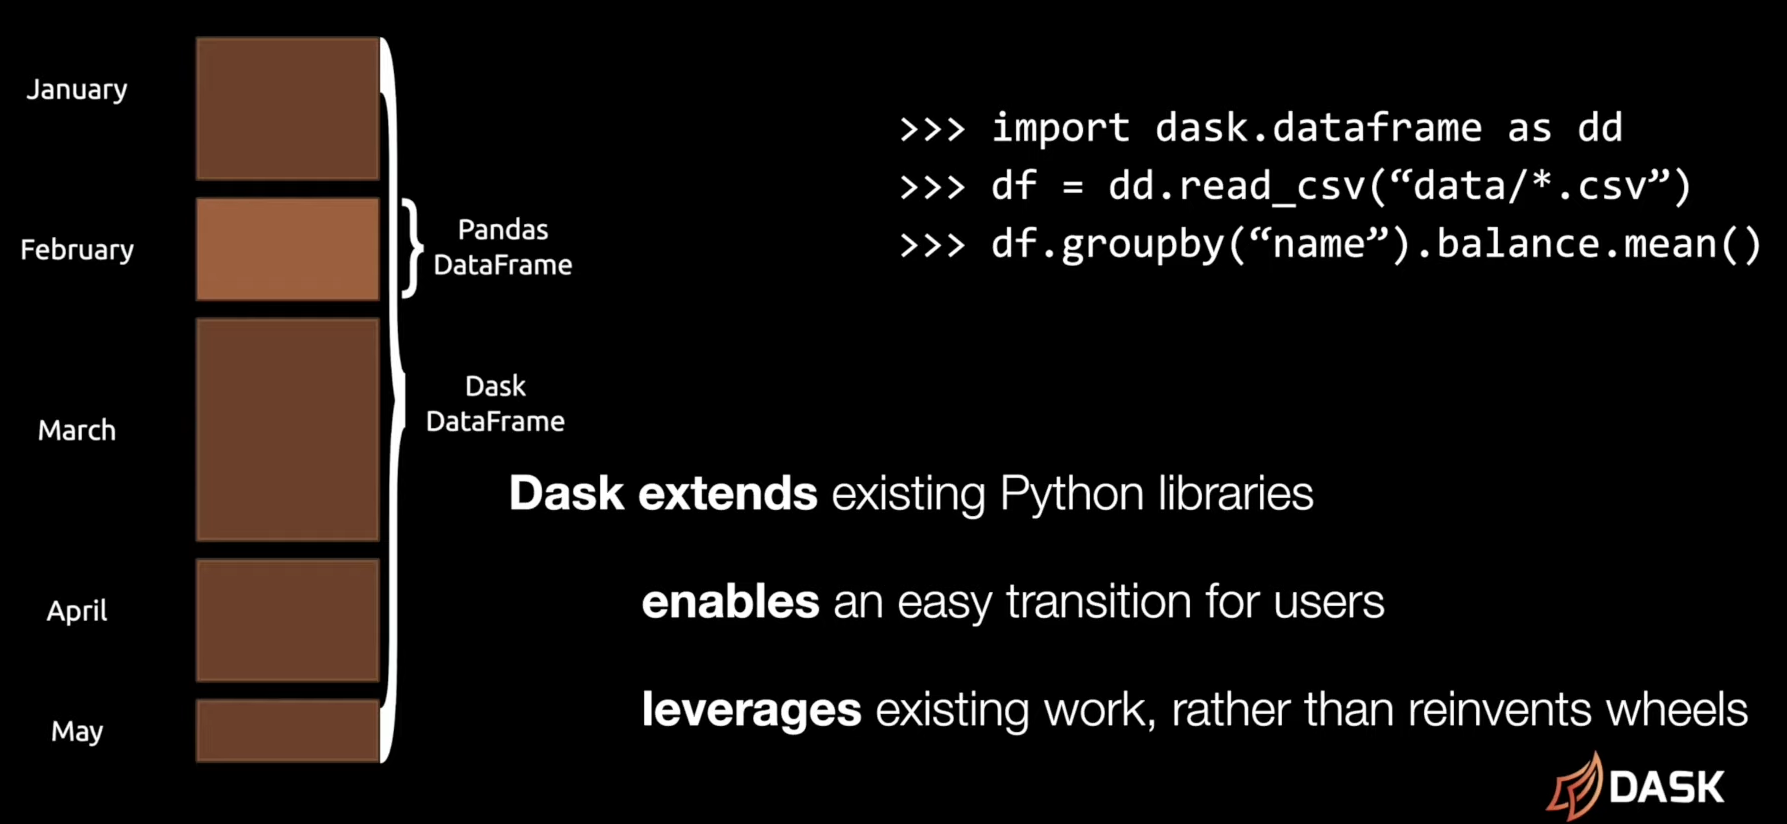 January
February
March
April
May
Pandas
DataFrame
Dask
DataFrame
>>> import dask.dataframe as dd
>>> df = dd.read_csv(“data/*.csv”)
>>> df.groupby(“name”).balance.mean()
Dask extends existing Python libraries
enables an easy transition for users
leverages existing work, rather than reinvents wheels
DASK